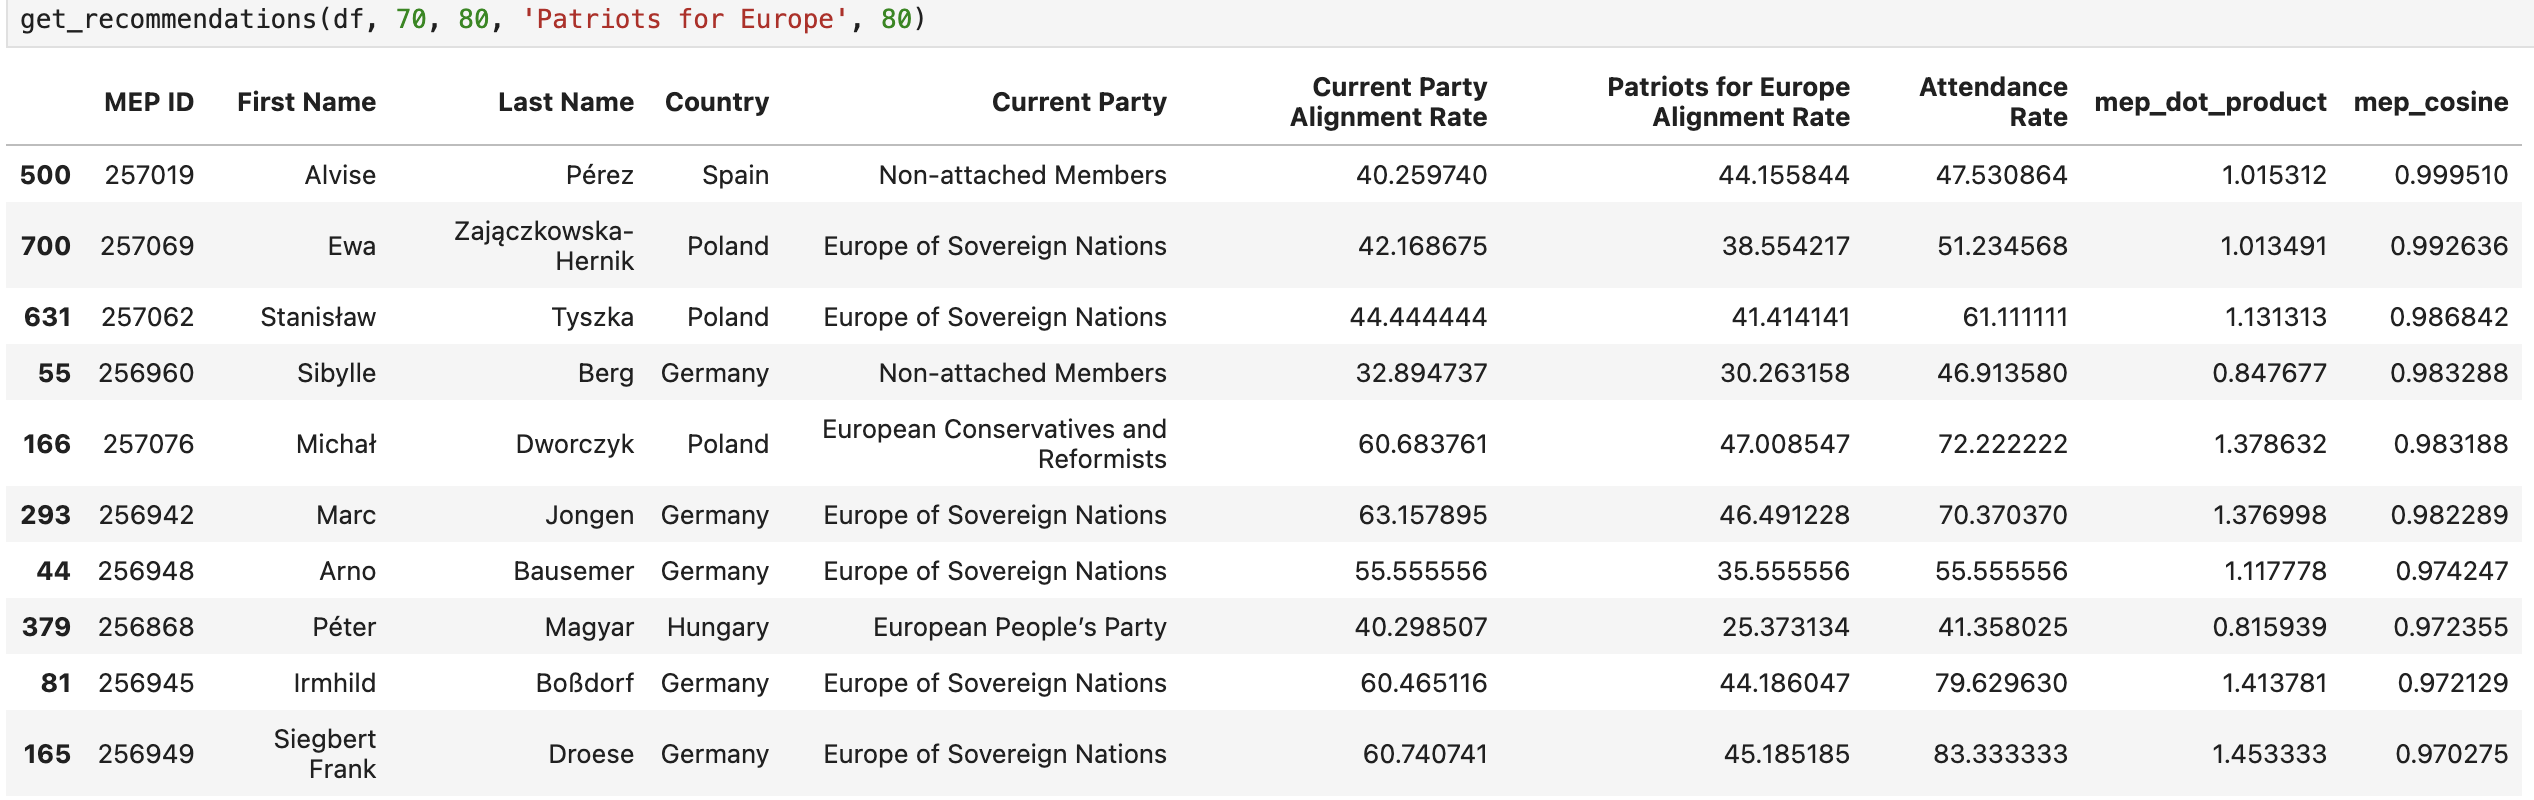 get_recommendations(df, 70, 80, 'Patriots for Europe', 80)
MEP ID First Name Last Name Country Current Party Current Party Alignment Rate Patriots for Europe Alignment Rate Attendance Rate mep_dot_product mep_cosine
500 257019 Alvise Pérez Spain Non-attached Members 40.259740 44.155844 47.530864 1.015312 0.999510
700 257069 Ewa Zajączkowska-Hernik Poland Europe of Sovereign Nations 42.168675 38.554217 51.234568 1.013491 0.992636
631 257062 Stanisław Tyszka Poland Europe of Sovereign Nations 44.444444 41.414141 61.111111 1.131313 0.986842
55 256960 Sibylle Berg Germany Non-attached Members 32.894737 30.263158 46.913580 0.847677 0.983288
166 257076 Michał Dworczyk Poland European Conservatives and Reformists 60.683761 47.008547 72.222222 1.378632 0.983188
293 256942 Marc Jongen Germany Europe of Sovereign Nations 63.157895 46.491228 70.370370 1.376998 0.982289
44 256948 Arno Bausemer Germany Europe of Sovereign Nations 55.555556 35.555556 55.555556 1.117778 0.974247
379 256868 Péter Magyar Hungary European People’s Party 40.298507 25.373134 41.358025 0.815939 0.972355
81 256945 Irmhild Boßdorf Germany Europe of Sovereign Nations 60.465116 44.186047 79.629630 1.413781 0.972129
165 256949 Siegbert Frank Droese Germany Europe of Sovereign Nations 60.740741 45.185185 83.333333 1.453333 0.970275